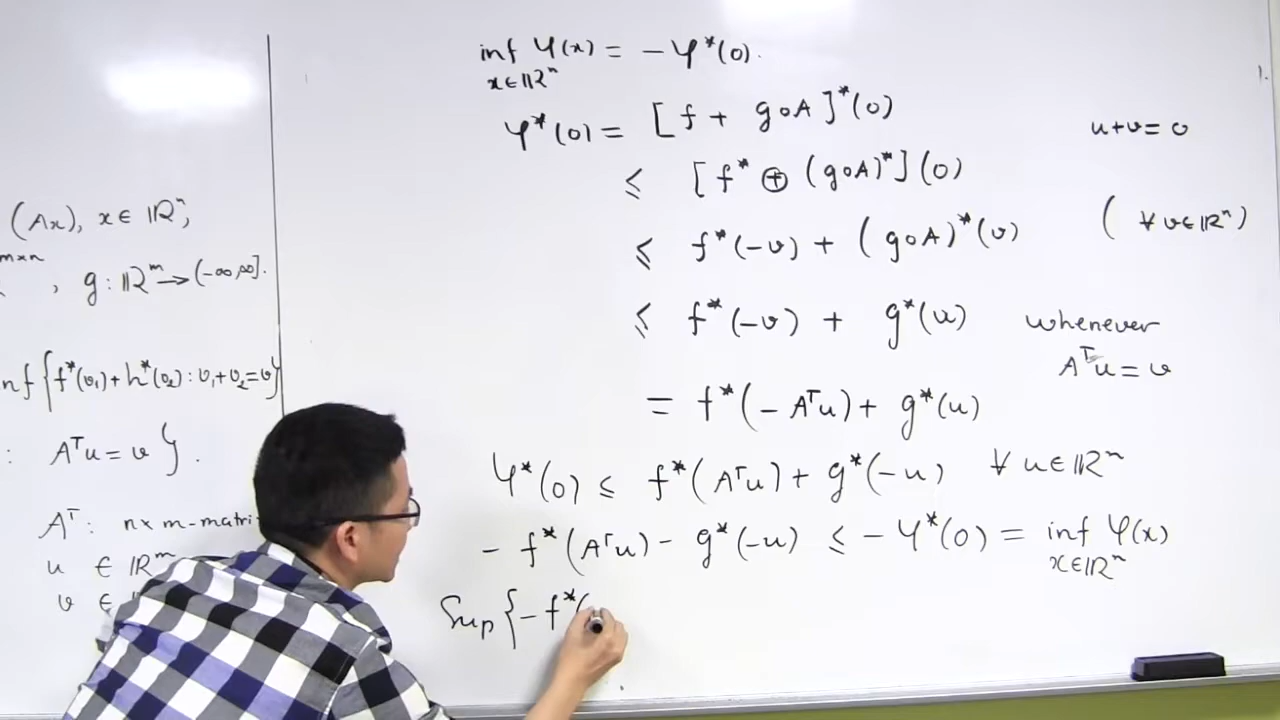 (Ax), x ∈ ℝⁿ,
m×n
, g : ℝᵐ → (-∞, ∞].
nf { f*(v₁) + h*(v₂) : v₁ + v₂ = v }
: Aᵀu = v } .
Aᵀ : n × m - matri
u ∈ ℝᵐ
v ∈
inf φ(x) = - φ*(0).
x ∈ ℝⁿ
φ*(0) = [ f + g∘A ]*(0)
u + v = 0
≤ [ f* ⊕ (g∘A)* ](0)
≤ f*(-v) + (g∘A)*(v) ( ∀ v ∈ ℝⁿ )
≤ f*(-v) + g*(u) whenever
Aᵀu = v
= f*(-Aᵀu) + g*(u)
φ*(0) ≤ f*(Aᵀu) + g*(-u) ∀ u ∈ ℝⁿ
- f*(Aᵀu) - g*(-u) ≤ - φ*(0) = inf φ(x)
x ∈ ℝⁿ
Sup { - f*(